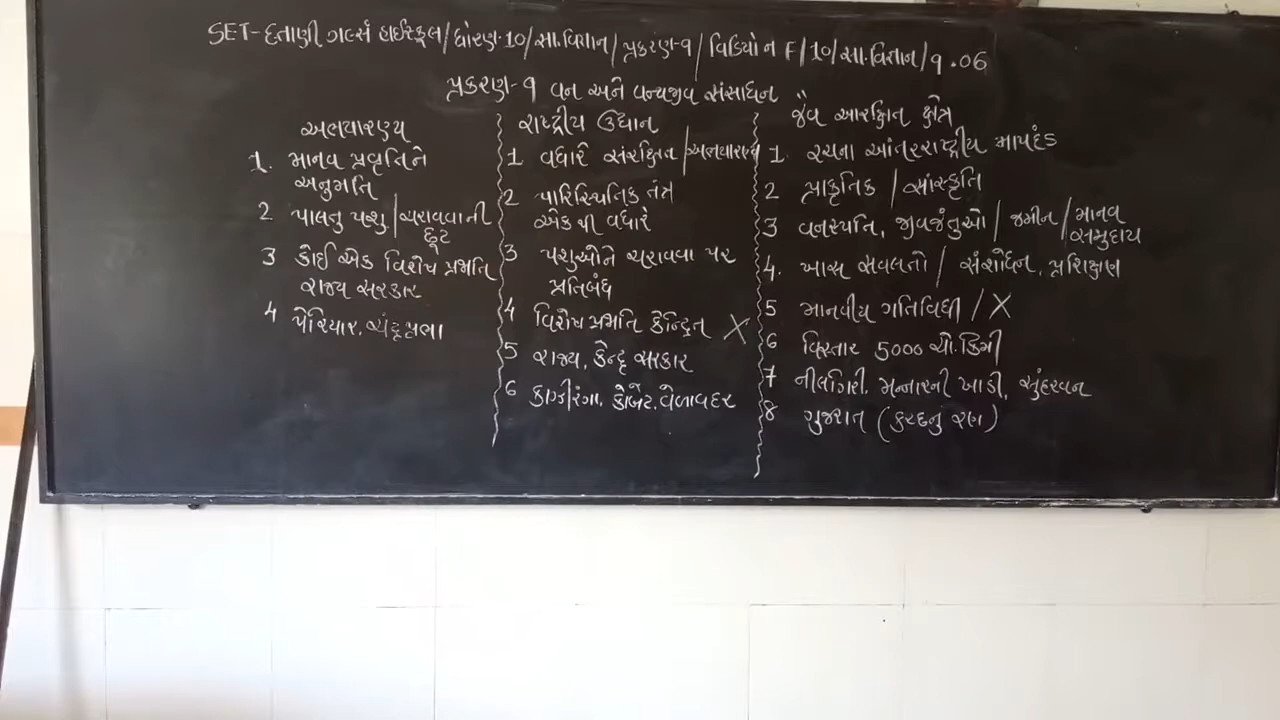 SET-હતાણી ગર્લ્સ હાઈસ્કૂલ/ધોરણ-10/સા.વિજ્ઞાન/પ્રકરણ-૧/વિડિયો નં F/10/સા.વિજ્ઞાન/૧.06
પ્રકરણ-૧ વન અને વન્યજીવ સંસાધન
અભયારણ્ય
1. માનવ પ્રવૃતિને
અનુમતિ
2 પાલતુ પશુ/ચરાવવાની
છૂટ
3 કોઈ એક વિશેષ પ્રજાતિ
રાજ્ય સરકાર
4 પેરિયાર, ચંદ્રપ્રભા
રાષ્ટ્રીય ઉદ્યાન
1 વધારે સંરક્ષિત/અભયારણ્ય
2 પારિસ્થિતિક તંત્ર
એક થી વધારે
3 પશુઓને ચરાવવા પર
પ્રતિબંધ
4 વિશેષ પ્રજાતિ કેન્દ્રિત X
5 રાજ્ય, કેન્દ્ર સરકાર
6 કાઝીરંગા, કોર્બેટ, વેળાવદર
જૈવ આરક્ષિત ક્ષેત્ર
1. રચના આંતરરાષ્ટ્રીય માપદંડ
2 પ્રાકૃતિક / સાંસ્કૃતિ
3 વનસ્પતિ, જીવજંતુઓ/જમીન/માનવ
સમુદાય
4. ખાસ સવલતો/સંશોધન, પ્રશિક્ષણ
5 માનવીય ગતિવિધી/X
6 વિસ્તાર 5000 ચો.કિમી
7 નીલગિરી, મન્નારની ખાડી, સુંદરવન
8 ગુજરાત (કચ્છનું રણ)